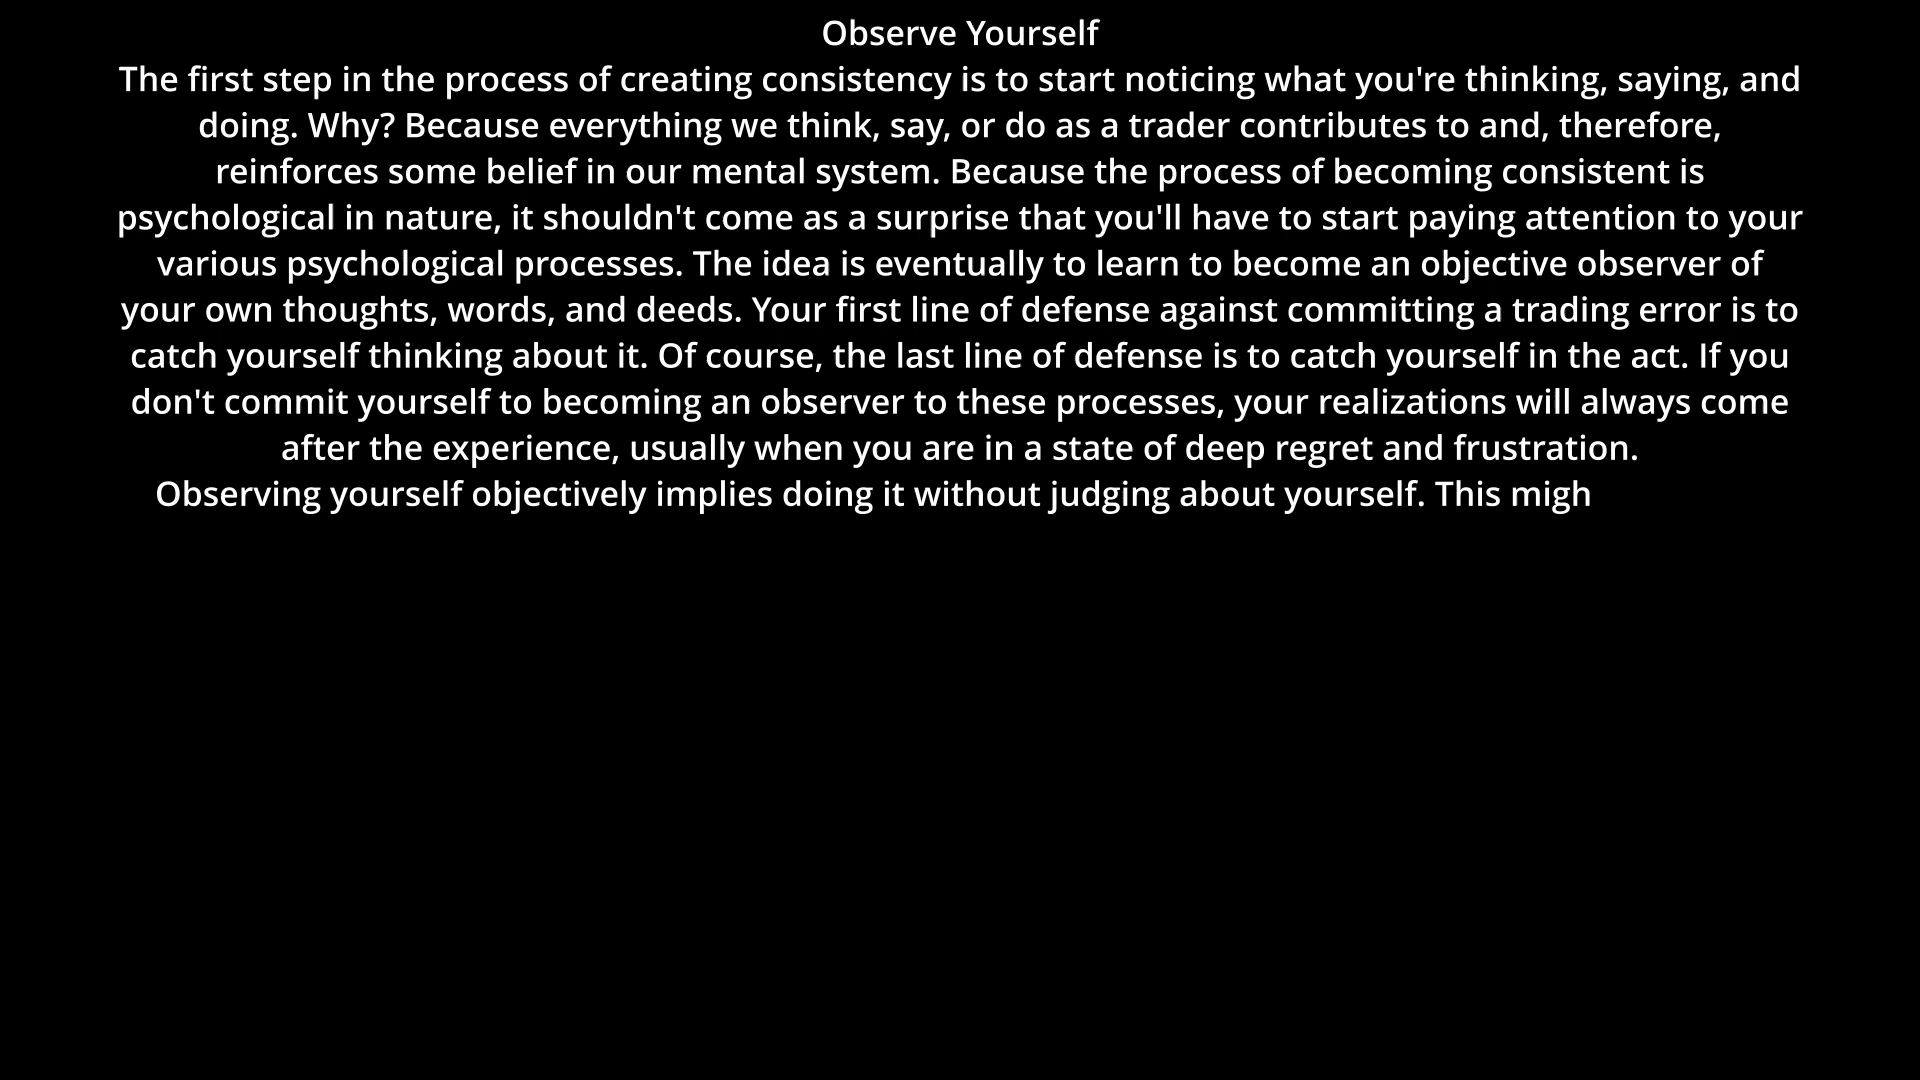 Observe Yourself
The first step in the process of creating consistency is to start noticing what you're thinking, saying, and
doing. Why? Because everything we think, say, or do as a trader contributes to and, therefore,
reinforces some belief in our mental system. Because the process of becoming consistent is
psychological in nature, it shouldn't come as a surprise that you'll have to start paying attention to your
various psychological processes. The idea is eventually to learn to become an objective observer of
your own thoughts, words, and deeds. Your first line of defense against committing a trading error is to
catch yourself thinking about it. Of course, the last line of defense is to catch yourself in the act. If you
don't commit yourself to becoming an observer to these processes, your realizations will always come
after the experience, usually when you are in a state of deep regret and frustration.
Observing yourself objectively implies doing it without judging about yourself. This migh